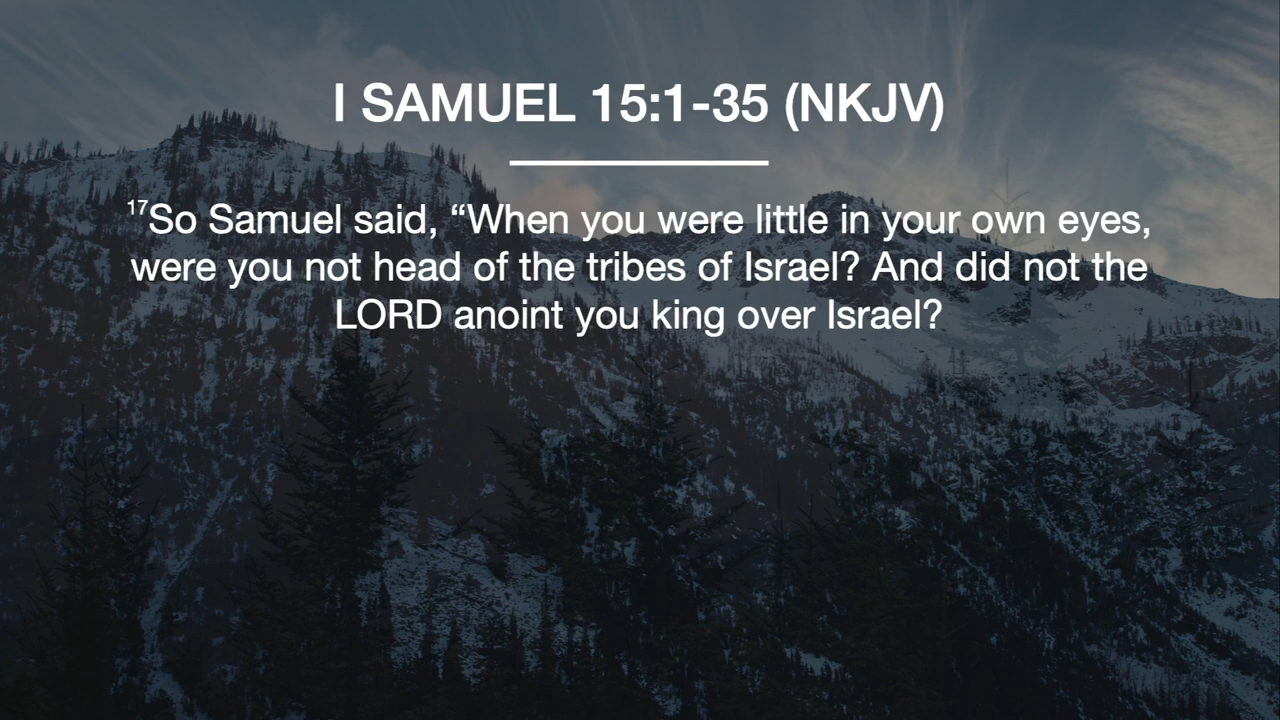 I SAMUEL 15:1-35 (NKJV)
17So Samuel said, “When you were little in your own eyes,
were you not head of the tribes of Israel? And did not the
LORD anoint you king over Israel?